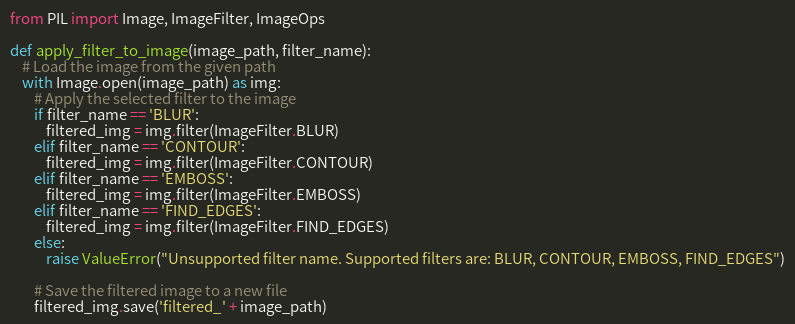 from PIL import Image, ImageFilter, ImageOps

def apply_filter_to_image(image_path, filter_name):
    # Load the image from the given path
    with Image.open(image_path) as img:
        # Apply the selected filter to the image
        if filter_name == 'BLUR':
            filtered_img = img.filter(ImageFilter.BLUR)
        elif filter_name == 'CONTOUR':
            filtered_img = img.filter(ImageFilter.CONTOUR)
        elif filter_name == 'EMBOSS':
            filtered_img = img.filter(ImageFilter.EMBOSS)
        elif filter_name == 'FIND_EDGES':
            filtered_img = img.filter(ImageFilter.FIND_EDGES)
        else:
            raise ValueError("Unsupported filter name. Supported filters are: BLUR, CONTOUR, EMBOSS, FIND_EDGES")

        # Save the filtered image to a new file
        filtered_img.save('filtered_' + image_path)